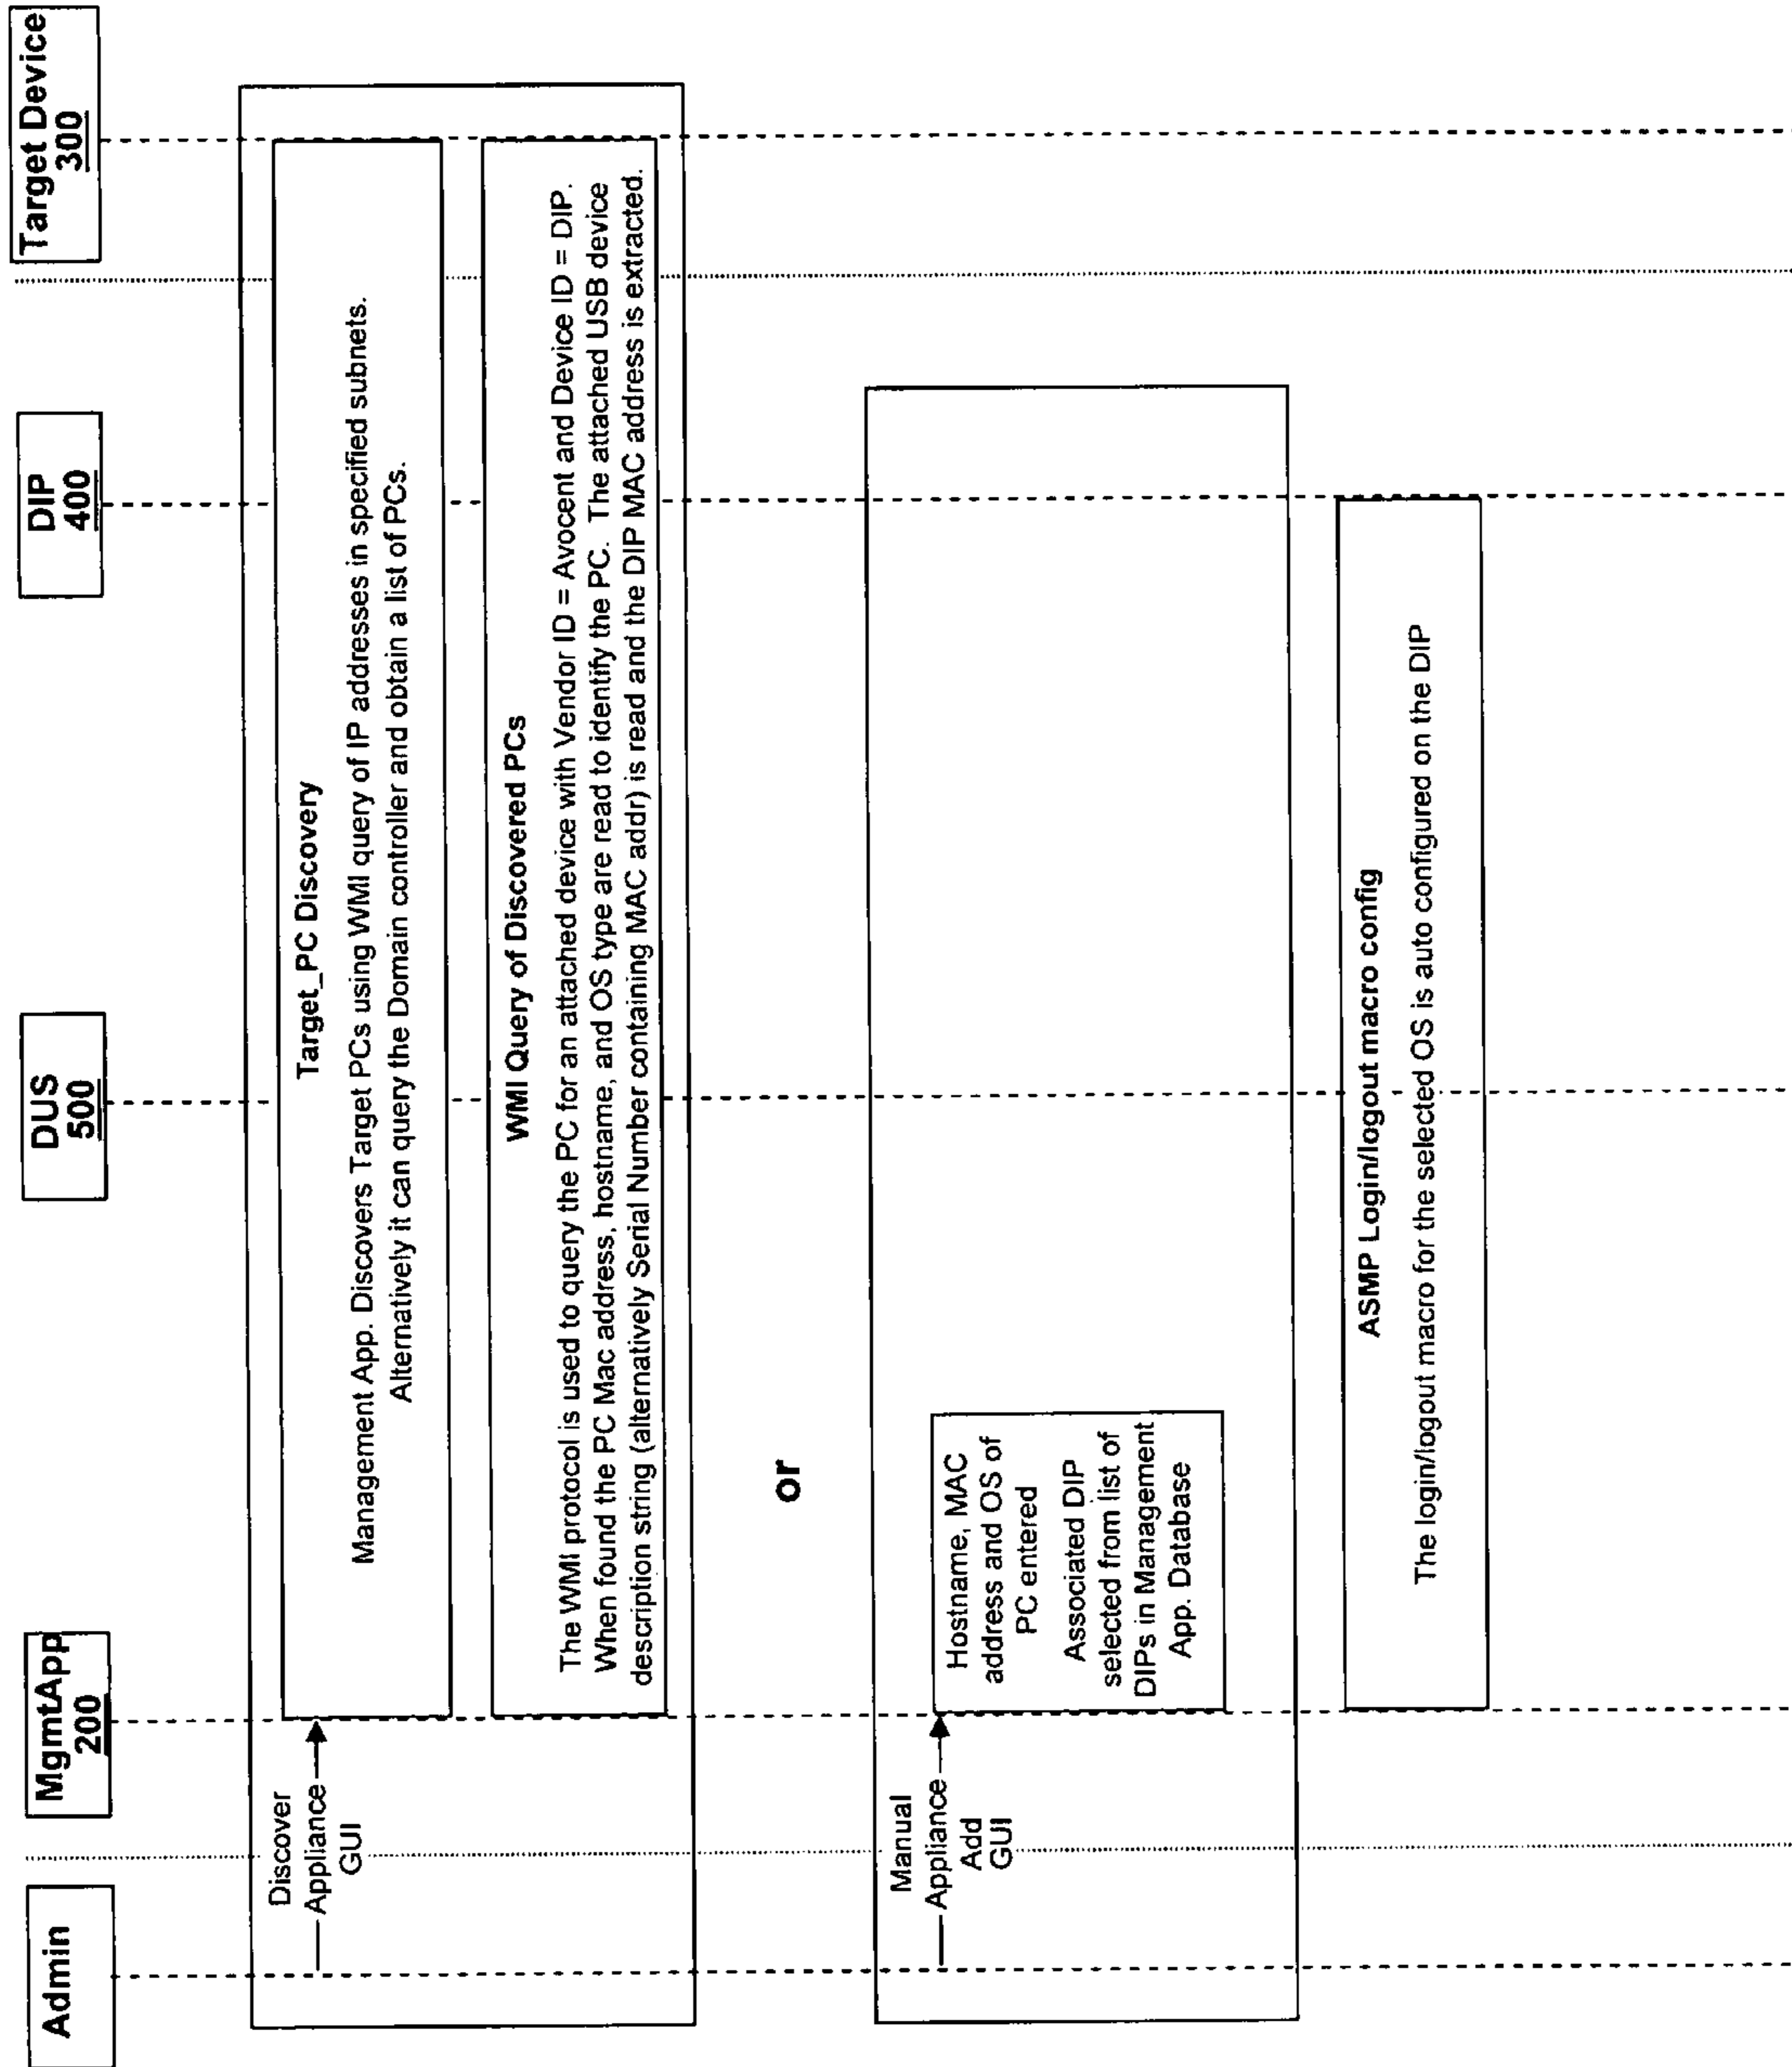 Admin
MgmtApp
200
DUS
500
DIP
400
Target Device
300
Discover
Appliance
GUI
Target_PC Discovery
Management App. Discovers Target PCs using WMI query of IP addresses in specified subnets.
Alternatively it can query the Domain controller and obtain a list of PCs.
WMI Query of Discovered PCs
The WMI protocol is used to query the PC for an attached device with Vendor ID = Avocent and Device ID = DIP.
When found the PC Mac address, hostname, and OS type are read to identify the PC. The attached USB device
description string (alternatively Serial Number containing MAC addr) is read and the DIP MAC address is extracted.
or
Manual
Appliance
Add
GUI
Hostname, MAC
address and OS of
PC entered
Associated DIP
selected from list of
DIPs in Management
App. Database
ASMP Login/logout macro config
The login/logout macro for the selected OS is auto configured on the DIP